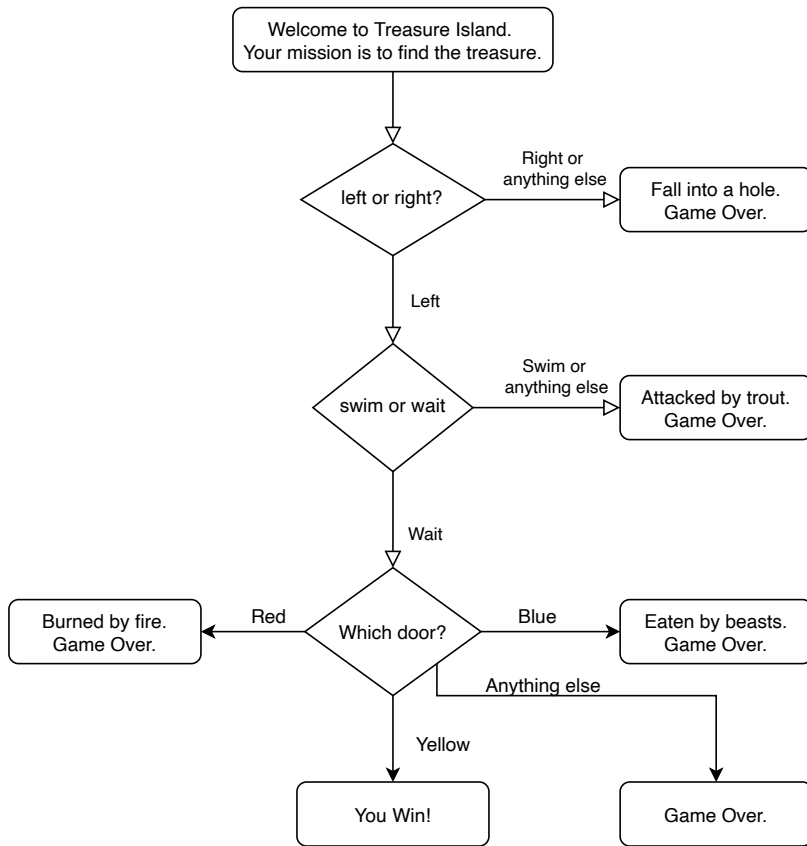 Welcome to Treasure Island.
Your mission is to find the treasure.
left or right?
Right or
anything else
Fall into a hole.
Game Over.
Left
swim or wait
Swim or
anything else
Attacked by trout.
Game Over.
Wait
Which door?
Red
Burned by fire.
Game Over.
Blue
Eaten by beasts.
Game Over.
Anything else
Game Over.
Yellow
You Win!